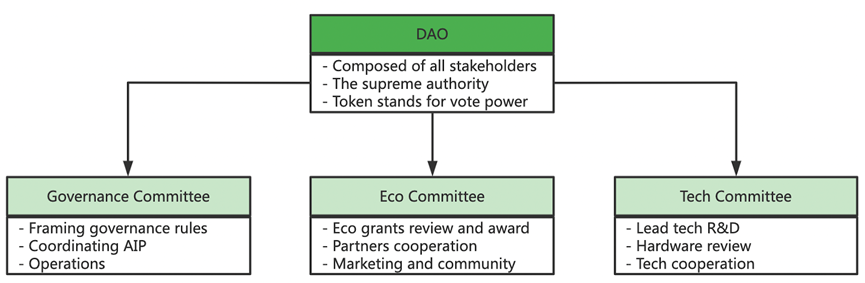 DAO
- Composed of all stakeholders
- The supreme authority
- Token stands for vote power
Governance Committee
- Framing governance rules
- Coordinating AIP
- Operations
Eco Committee
- Eco grants review and award
- Partners cooperation
- Marketing and community
Tech Committee
- Lead tech R&D
- Hardware review
- Tech cooperation